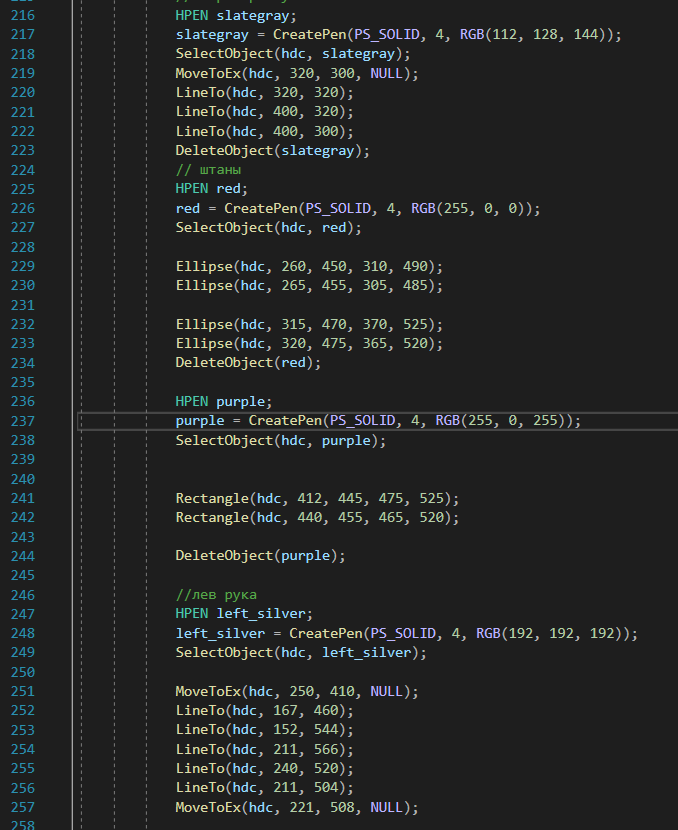 216 HPEN slategray;
217 slategray = CreatePen(PS_SOLID, 4, RGB(112, 128, 144));
218 SelectObject(hdc, slategray);
219 MoveToEx(hdc, 320, 300, NULL);
220 LineTo(hdc, 320, 320);
221 LineTo(hdc, 400, 320);
222 LineTo(hdc, 400, 300);
223 DeleteObject(slategray);
224 // штаны
225 HPEN red;
226 red = CreatePen(PS_SOLID, 4, RGB(255, 0, 0));
227 SelectObject(hdc, red);
228
229 Ellipse(hdc, 260, 450, 310, 490);
230 Ellipse(hdc, 265, 455, 305, 485);
231
232 Ellipse(hdc, 315, 470, 370, 525);
233 Ellipse(hdc, 320, 475, 365, 520);
234 DeleteObject(red);
235
236 HPEN purple;
237 purple = CreatePen(PS_SOLID, 4, RGB(255, 0, 255));
238 SelectObject(hdc, purple);
239
240
241 Rectangle(hdc, 412, 445, 475, 525);
242 Rectangle(hdc, 440, 455, 465, 520);
243
244 DeleteObject(purple);
245
246 //лев рука
247 HPEN left_silver;
248 left_silver = CreatePen(PS_SOLID, 4, RGB(192, 192, 192));
249 SelectObject(hdc, left_silver);
250
251 MoveToEx(hdc, 250, 410, NULL);
252 LineTo(hdc, 167, 460);
253 LineTo(hdc, 152, 544);
254 LineTo(hdc, 211, 566);
255 LineTo(hdc, 240, 520);
256 LineTo(hdc, 211, 504);
257 MoveToEx(hdc, 221, 508, NULL);
258